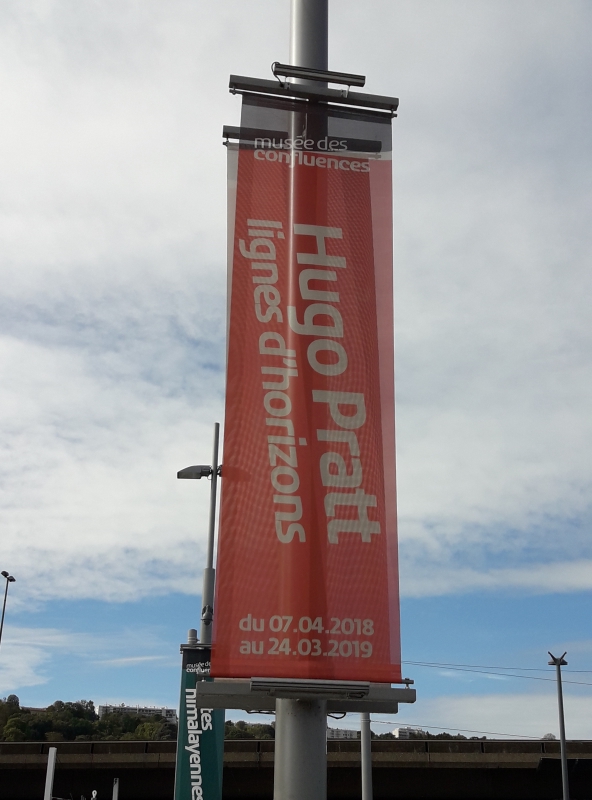 musée des
confluences
Hugo Pratt
lignes d'horizons
du 07.04.2018
au 24.03.2019
musée des
confluences
himalayennes